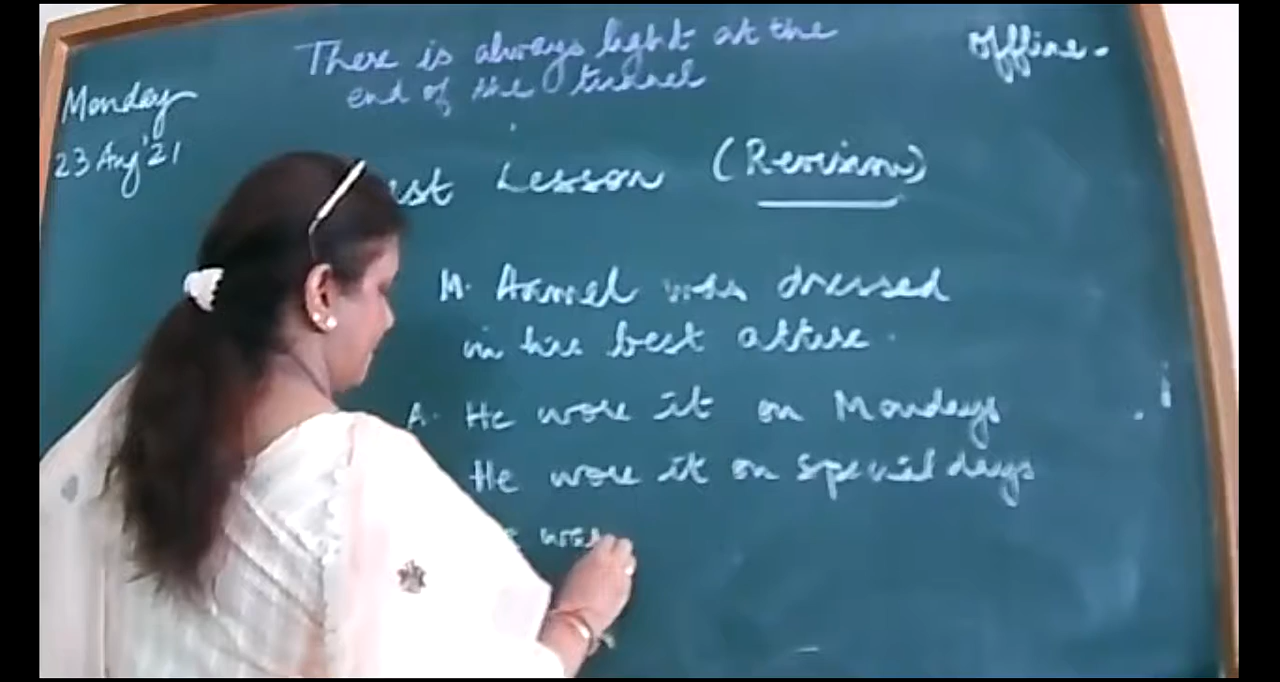 There is always light at the
end of the tunnel
offline.
Monday
23 Aug '21
Lesson (Revision)
M. Hamel was dressed
in his best attire.
A. He wore it on Mondays
He wore it on special days